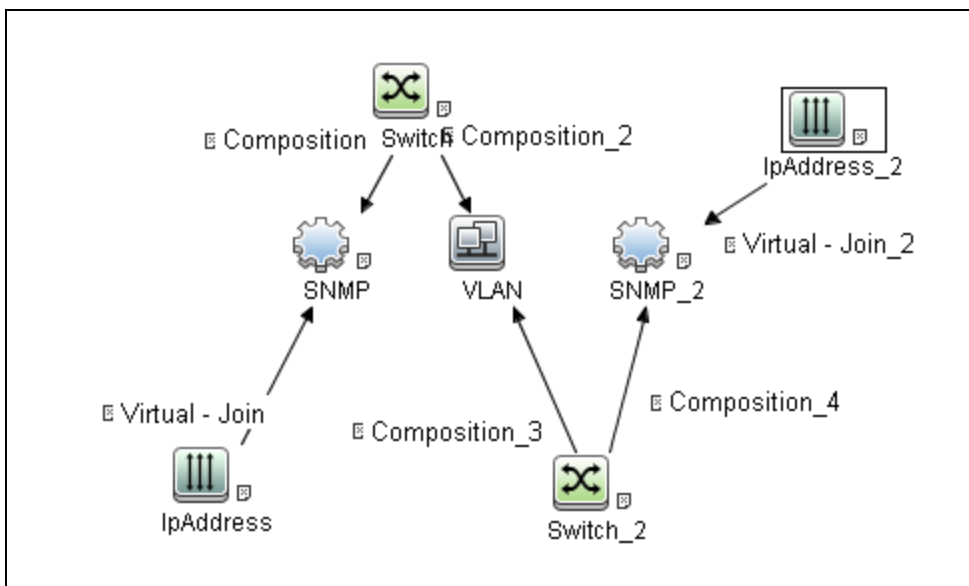 Composition
Switch
Composition_2
IpAddress_2
Virtual - Join_2
SNMP
VLAN
SNMP_2
Virtual - Join
Composition_4
Composition_3
IpAddress
Switch_2